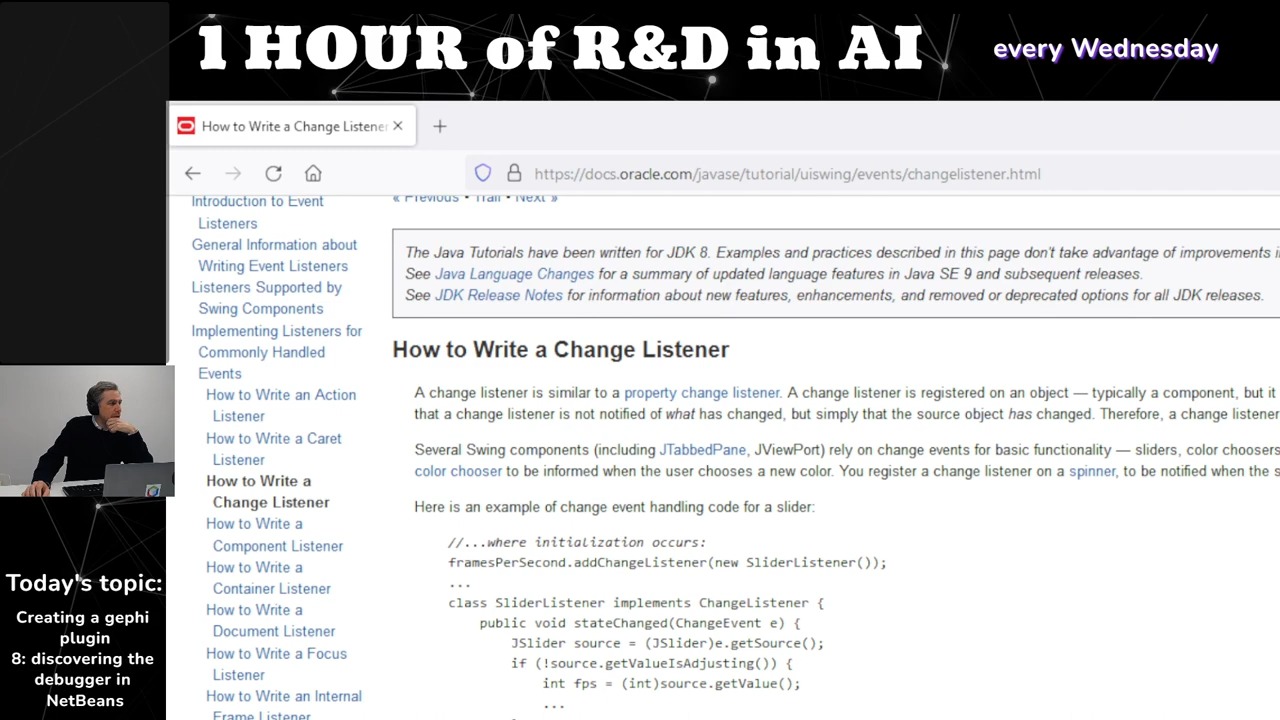 1 HOUR of R&D in AI
every Wednesday
How to Write a Change Listener
https://docs.oracle.com/javase/tutorial/uiswing/events/changelistener.html
« Previous • Trail • Next »
Introduction to Event
Listeners
General Information about
Writing Event Listeners
Listeners Supported by
Swing Components
Implementing Listeners for
Commonly Handled
Events
How to Write an Action
Listener
How to Write a Caret
Listener
How to Write a
Change Listener
How to Write a
Component Listener
How to Write a
Container Listener
How to Write a
Document Listener
How to Write a Focus
Listener
How to Write an Internal
Frame Listener
The Java Tutorials have been written for JDK 8. Examples and practices described in this page don't take advantage of improvements
See Java Language Changes for a summary of updated language features in Java SE 9 and subsequent releases.
See JDK Release Notes for information about new features, enhancements, and removed or deprecated options for all JDK releases.
How to Write a Change Listener
A change listener is similar to a property change listener. A change listener is registered on an object — typically a component, but it
that a change listener is not notified of what has changed, but simply that the source object has changed. Therefore, a change listener
Several Swing components (including JTabbedPane, JViewPort) rely on change events for basic functionality — sliders, color choosers
color chooser to be informed when the user chooses a new color. You register a change listener on a spinner, to be notified when the
Here is an example of change event handling code for a slider:
//...where initialization occurs:
framesPerSecond.addChangeListener(new SliderListener());
...
class SliderListener implements ChangeListener {
public void stateChanged(ChangeEvent e) {
JSlider source = (JSlider)e.getSource();
if (!source.getValueIsAdjusting()) {
int fps = (int)source.getValue();
...
Today's topic:
Creating a gephi
plugin
8: discovering the
debugger in
NetBeans